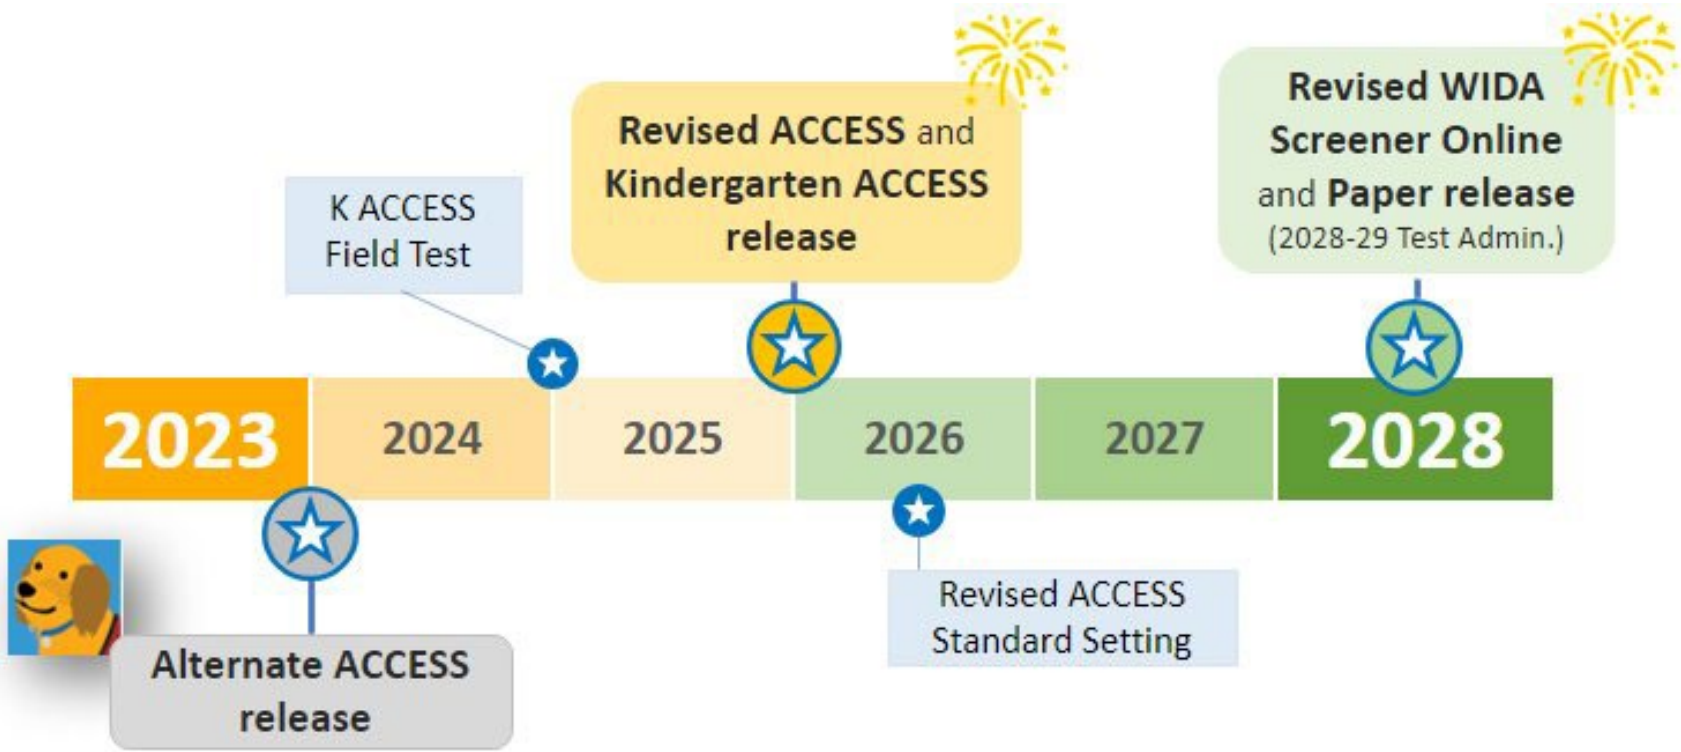 Revised ACCESS and
Kindergarten ACCESS
release
Revised WIDA
Screener Online
and Paper release
(2028-29 Test Admin.)
K ACCESS
Field Test
2023
2024
2025
2026
2027
2028
Revised ACCESS
Standard Setting
Alternate ACCESS
release